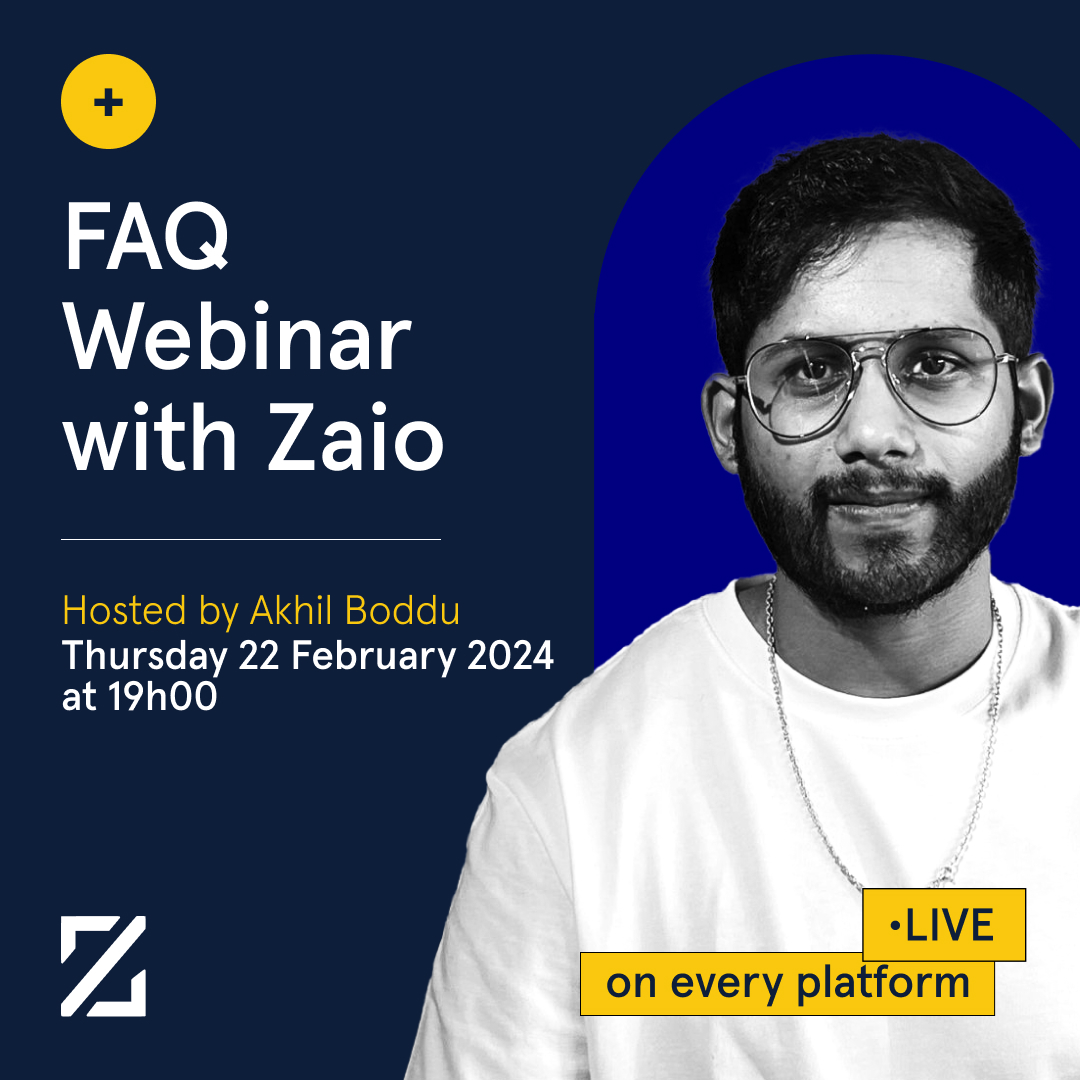 +
FAQ
Webinar
with Zaio
Hosted by Akhil Boddu
Thursday 22 February 2024
at 19h00
•LIVE
on every platform